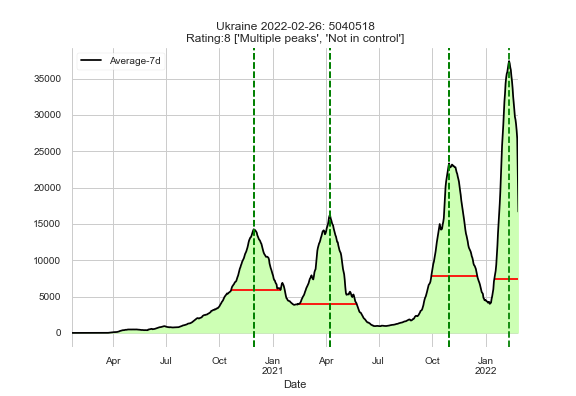 Ukraine 2022-02-26: 5040518
Rating:8 ['Multiple peaks', 'Not in control']
Average-7d
35000
30000
25000
20000
15000
10000
5000
0
Apr Jul Oct Jan Apr Jul Oct Jan
2021 2022
Date